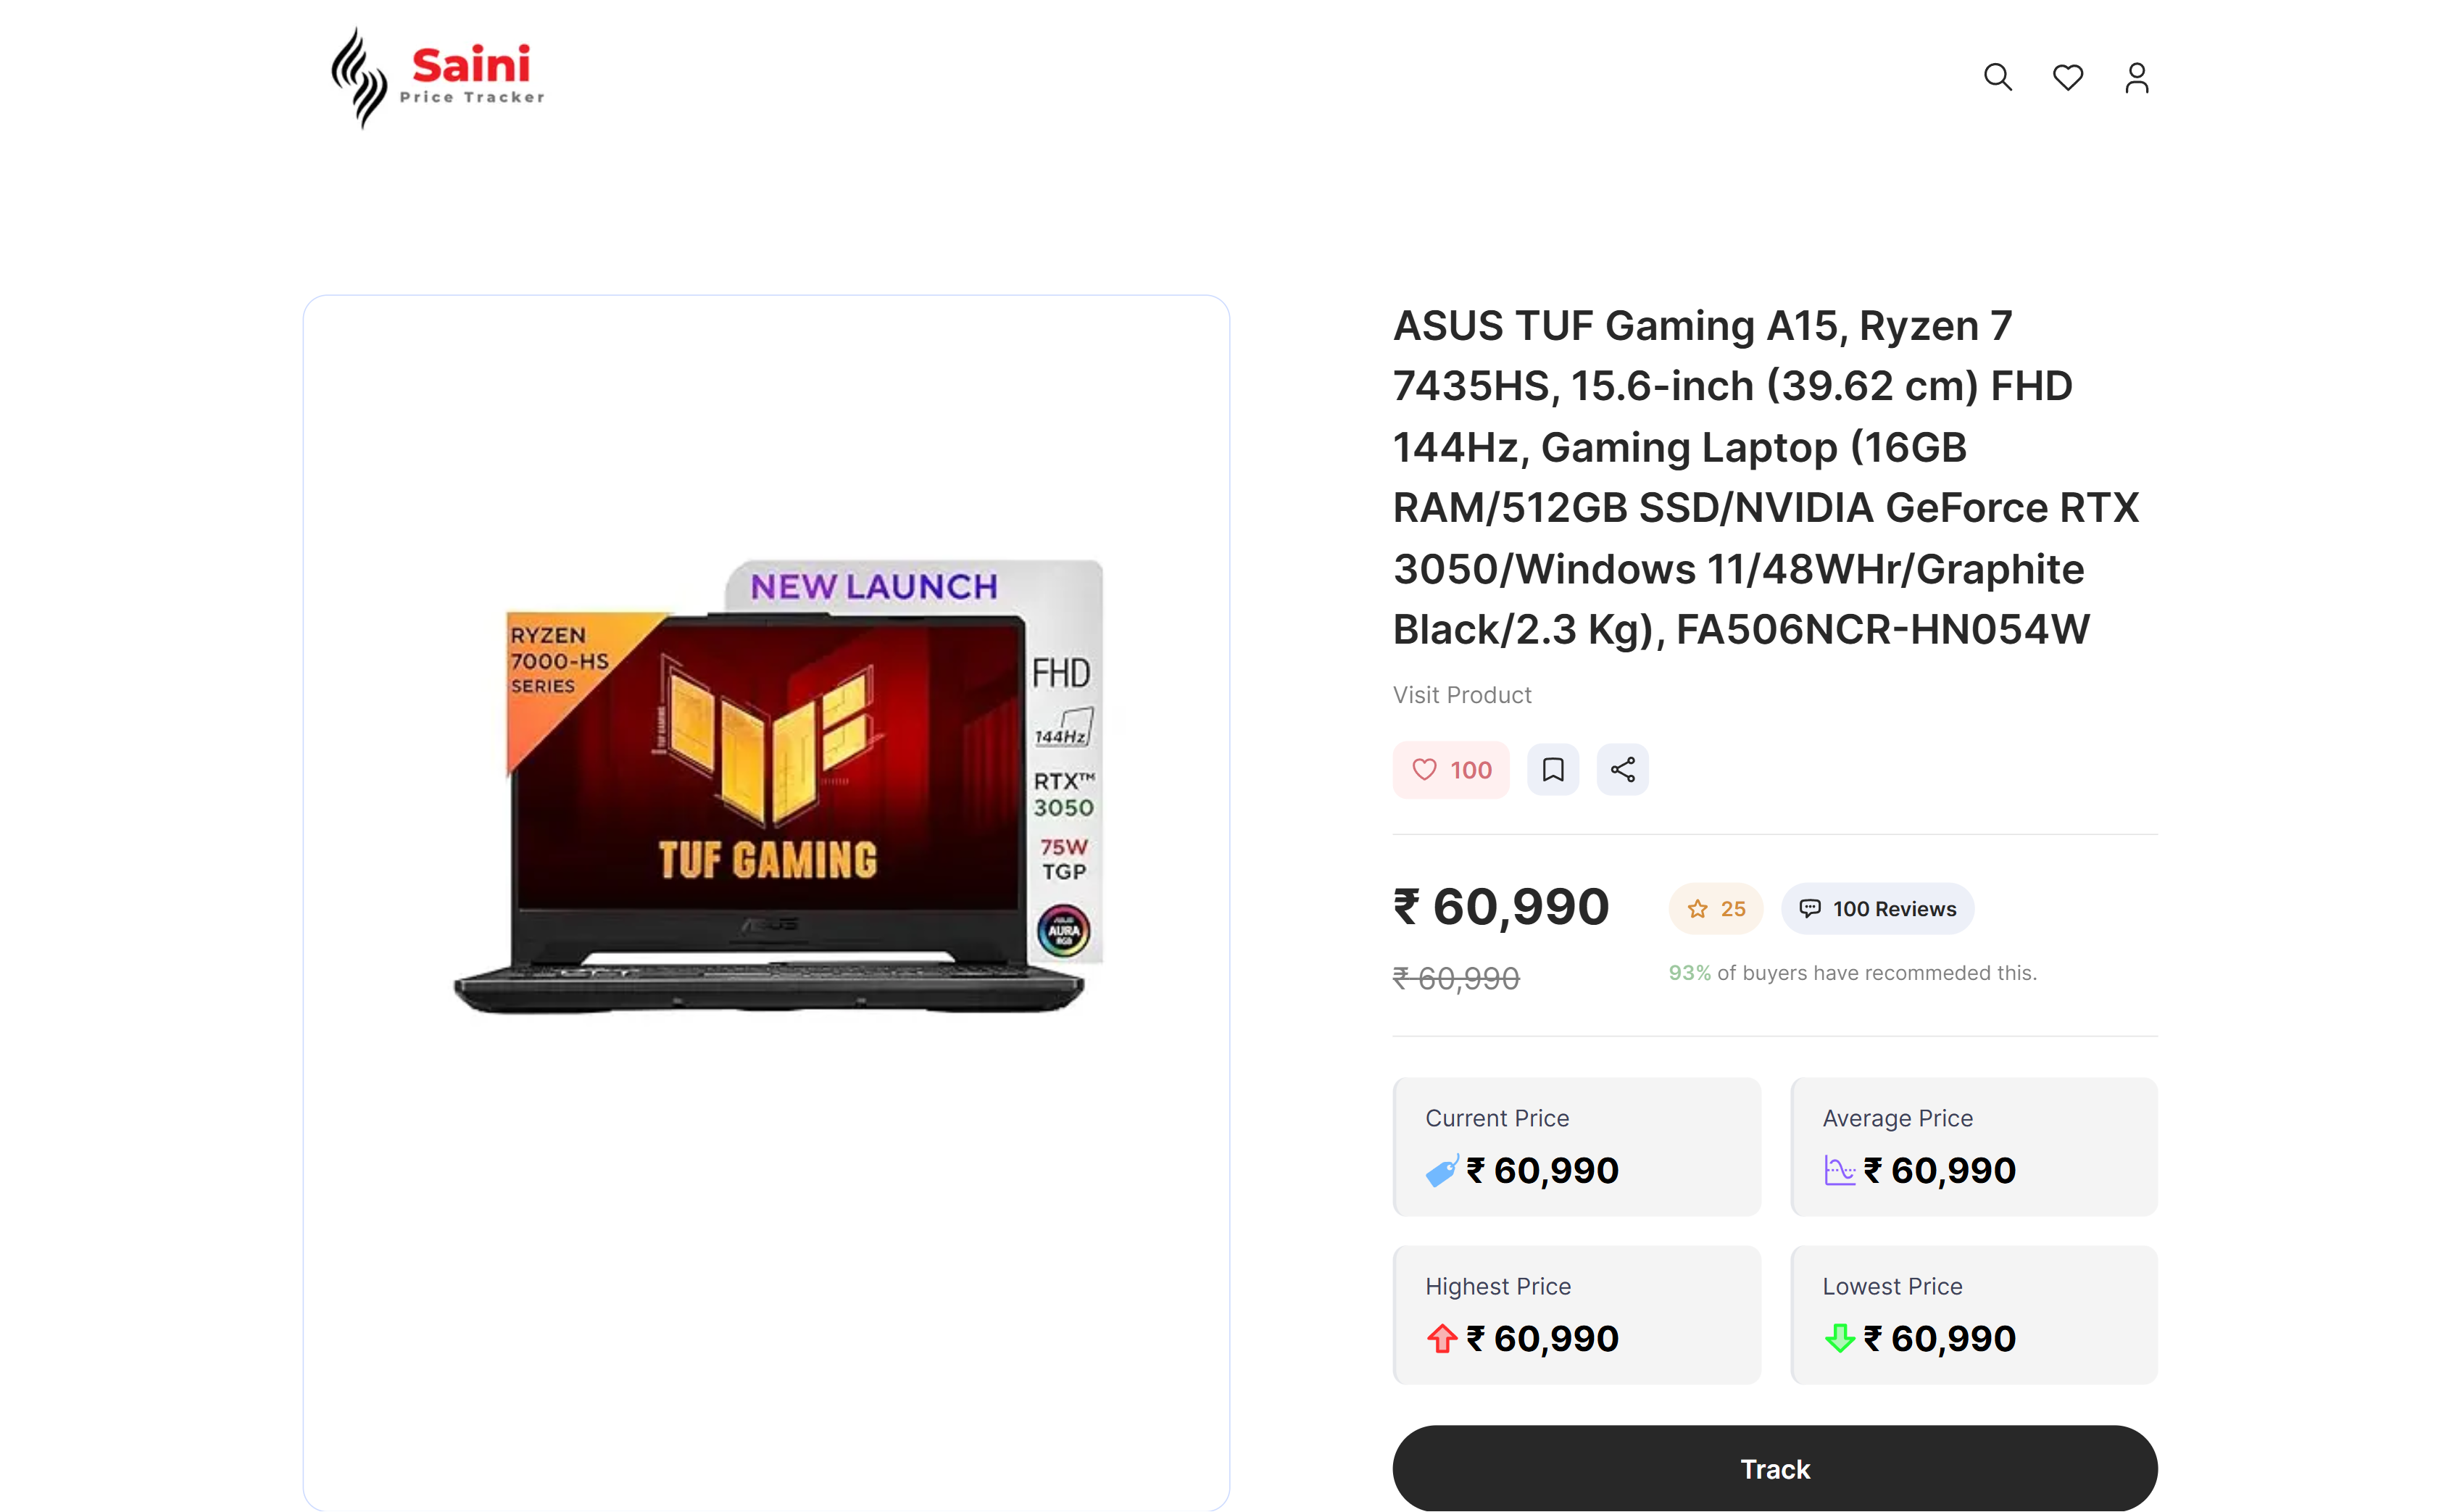 Saini
Price Tracker
NEW LAUNCH
RYZEN
7000-HS
SERIES
FHD
144Hz
RTX™
3050
75W
TGP
ASUS
AURA
RGB
TUF GAMING
ASUS
ASUS TUF Gaming A15, Ryzen 7
7435HS, 15.6-inch (39.62 cm) FHD
144Hz, Gaming Laptop (16GB
RAM/512GB SSD/NVIDIA GeForce RTX
3050/Windows 11/48WHr/Graphite
Black/2.3 Kg), FA506NCR-HN054W
Visit Product
100
₹ 60,990
25
100 Reviews
₹ 60,990
93% of buyers have recommeded this.
Current Price
₹ 60,990
Average Price
₹ 60,990
Highest Price
₹ 60,990
Lowest Price
₹ 60,990
Track